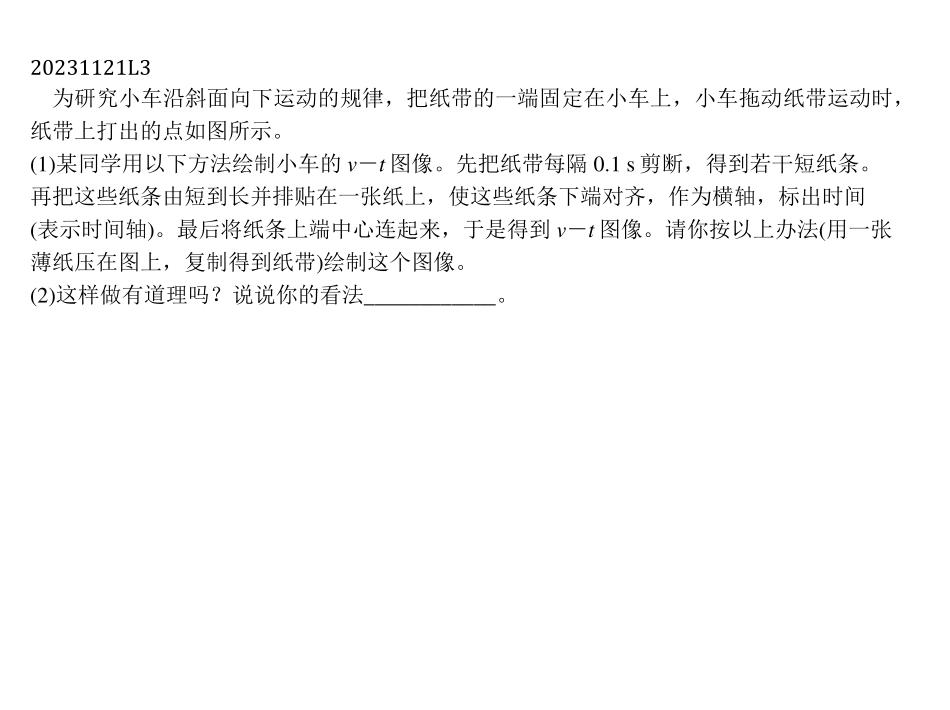 20231121L3
为研究小车沿斜面向下运动的规律，把纸带的一端固定在小车上，小车拖动纸带运动时，
纸带上打出的点如图所示。
(1)某同学用以下方法绘制小车的 v－t 图像。先把纸带每隔 0.1 s 剪断，得到若干短纸条。
再把这些纸条由短到长并排贴在一张纸上，使这些纸条下端对齐，作为横轴，标出时间
(表示时间轴)。最后将纸条上端中心连起来，于是得到 v－t 图像。请你按以上办法(用一张
薄纸压在图上，复制得到纸带)绘制这个图像。
(2)这样做有道理吗？说说你的看法____________。